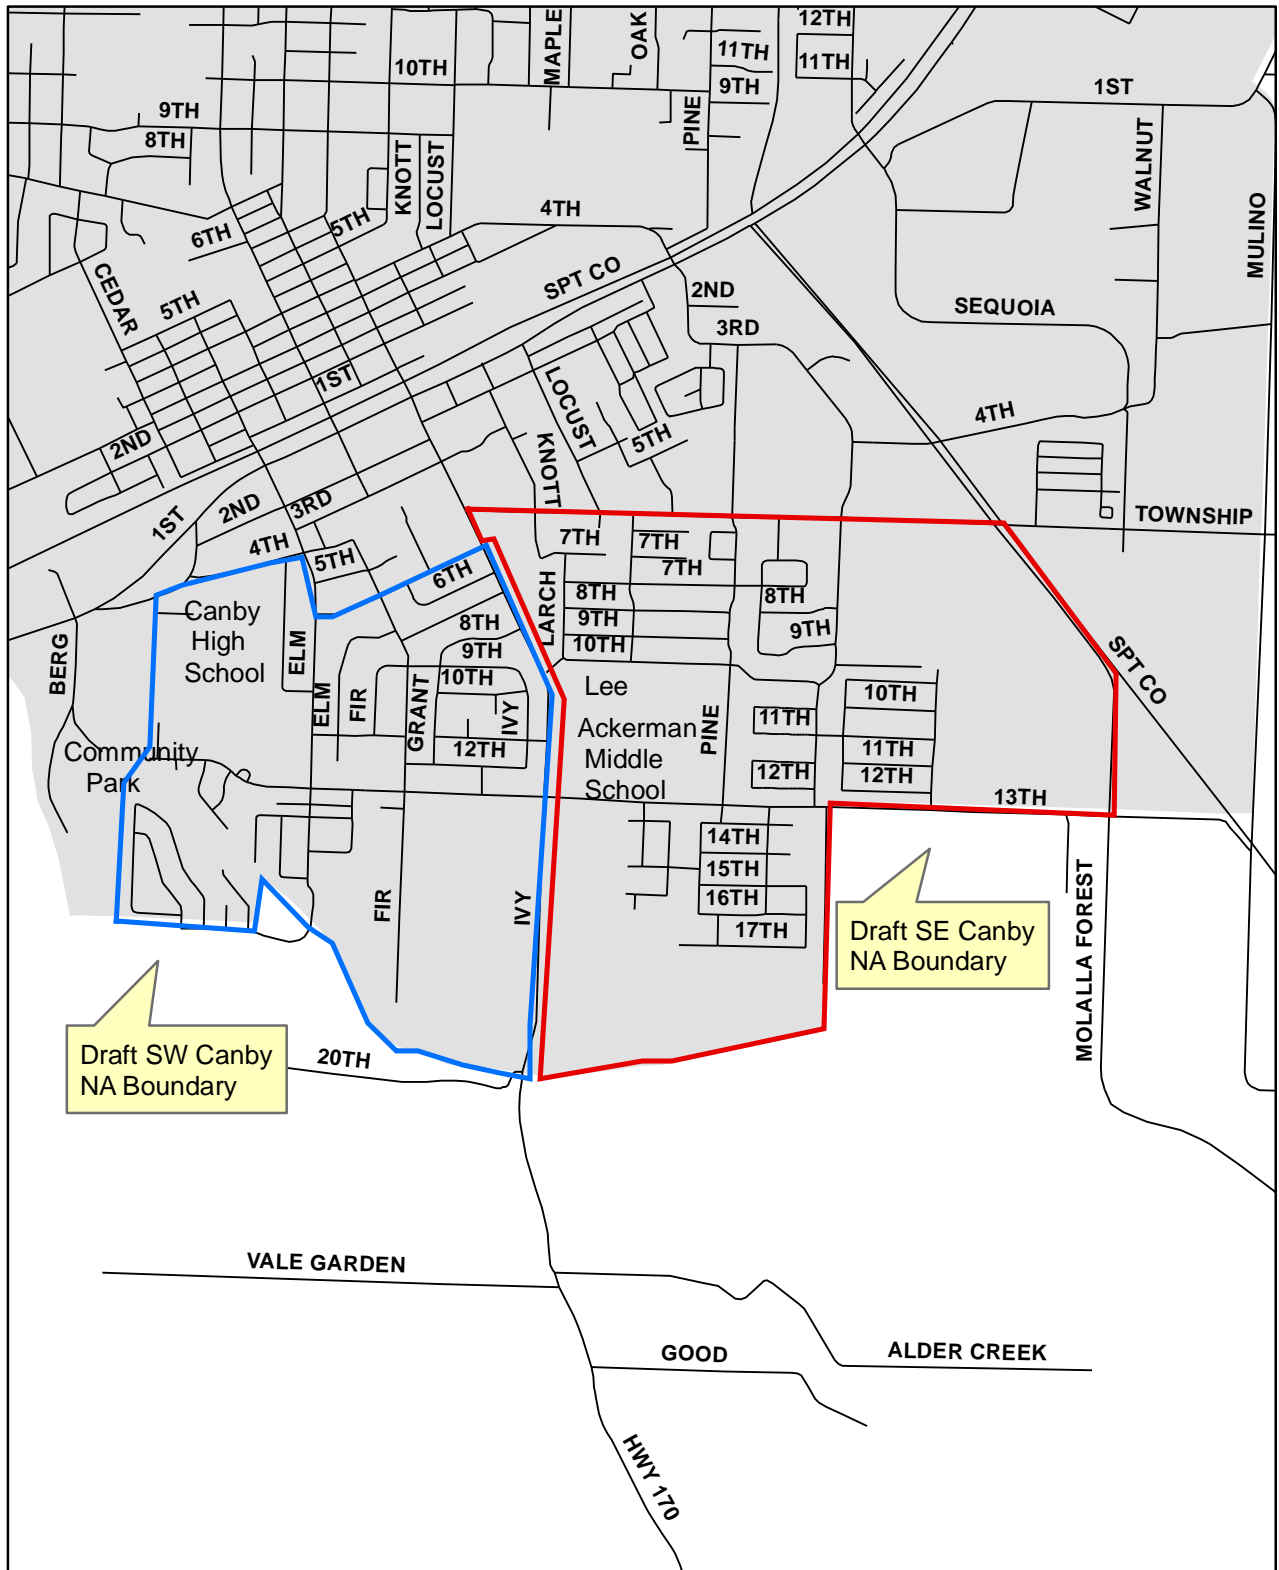 MAPLE
OAK
12TH
11TH
11TH
10TH
9TH
1ST
9TH
8TH
PINE
KNOTT
LOCUST
WALNUT
MULINO
4TH
5TH
6TH
CEDAR
SPT CO
5TH
2ND
3RD
SEQUOIA
1ST
LOCUST
4TH
2ND
5TH
KNOTT
1ST
2ND
3RD
TOWNSHIP
4TH
5TH
7TH
7TH
7TH
6TH
8TH
8TH
LARCH
Canby
High
School
9TH
9TH
8TH
10TH
9TH
BERG
ELM
ELM
FIR
GRANT
10TH
IVY
Lee
Ackerman
Middle
School
PINE
SPT CO
10TH
11TH
11TH
12TH
12TH
12TH
Community
Park
13TH
14TH
15TH
16TH
17TH
FIR
IVY
Draft SE Canby
NA Boundary
MOLALLA FOREST
Draft SW Canby
NA Boundary
20TH
VALE GARDEN
GOOD
ALDER CREEK
HWY 170